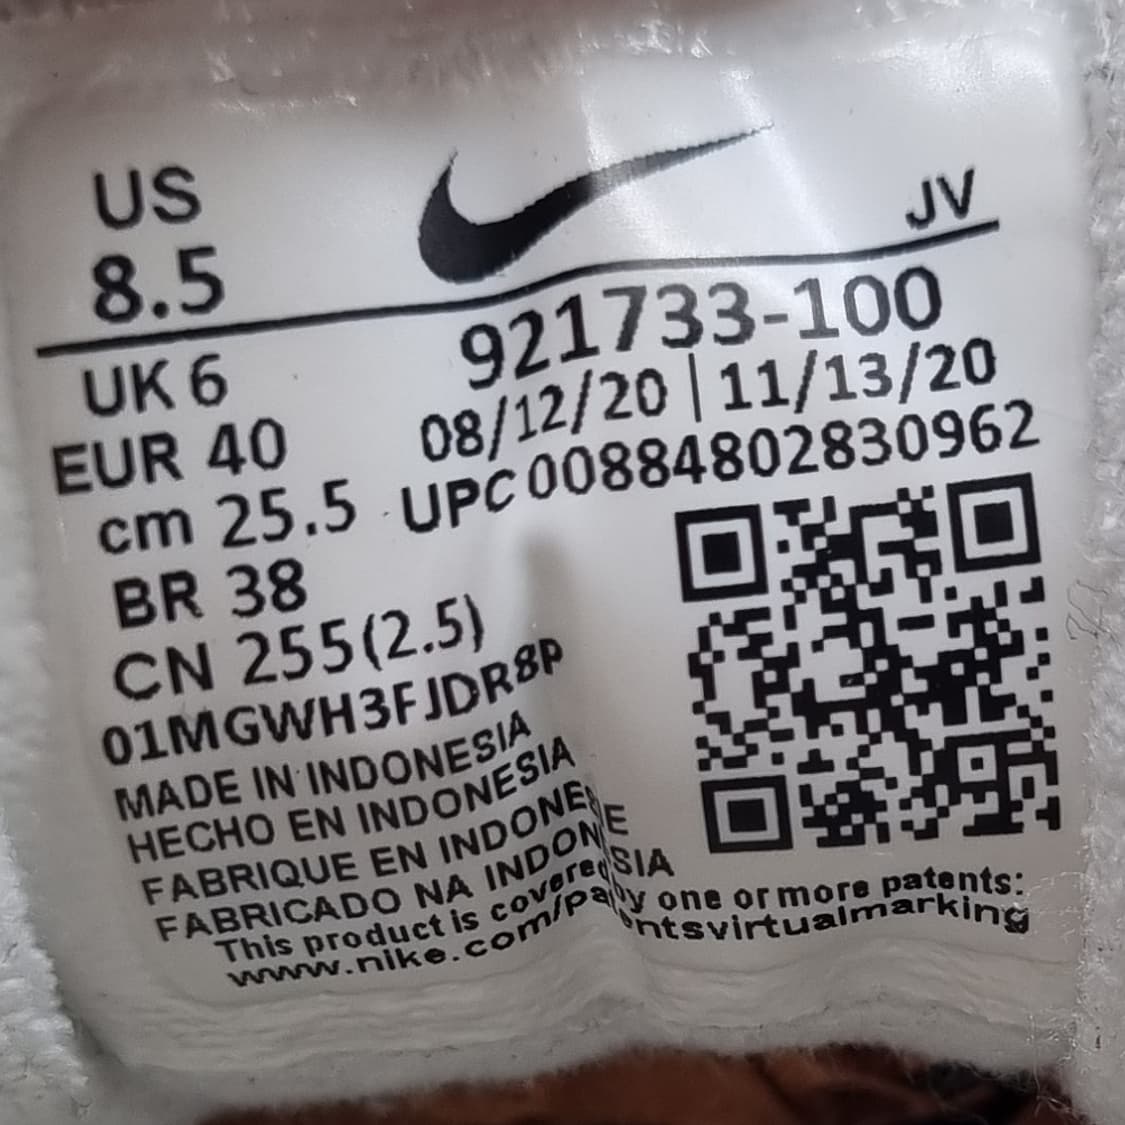 US
8.5
JV
UK 6
921733-100
EUR 40
08/12/20 | 11/13/20
cm 25.5
UPC 00884802830962
BR 38
CN 255(2.5)
01MGWH3FJDR8P
MADE IN INDONESIA
HECHO EN INDONESIA
FABRIQUE EN INDONESIE
FABRICADO NA INDONESIA
This product is covered by one or more patents:
www.nike.com/patentsvirtualmarking